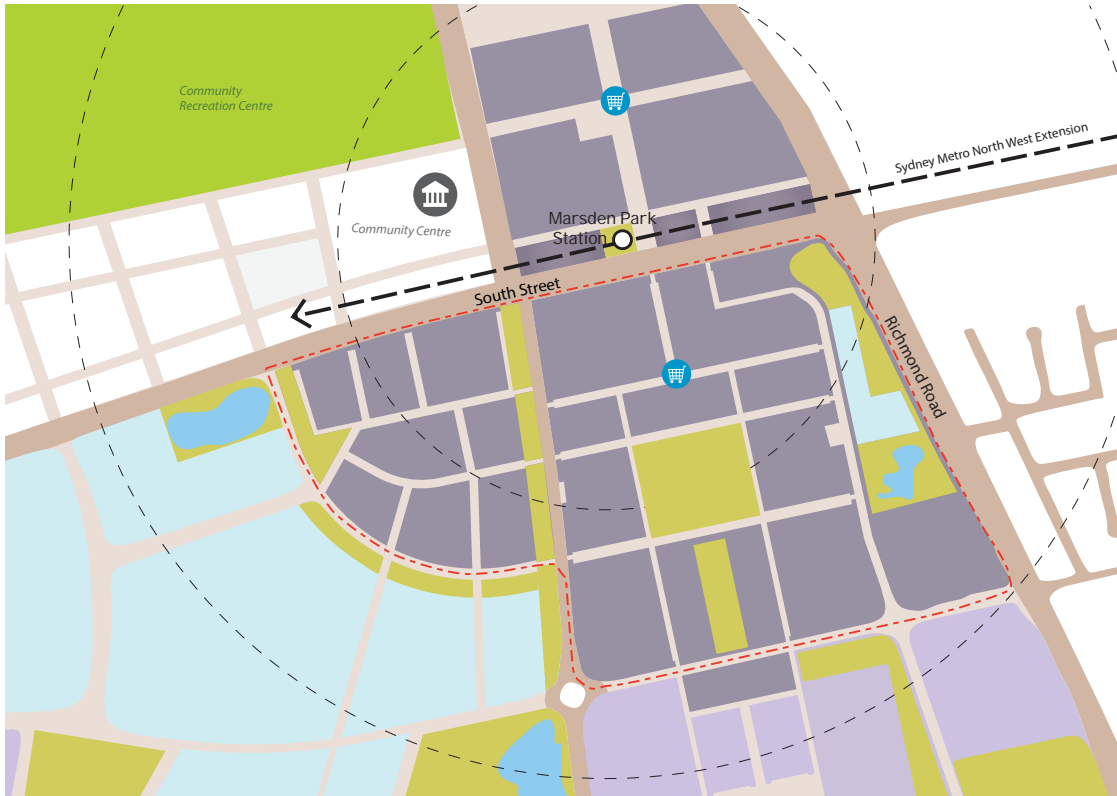 Community
Recreation Centre
Sydney Metro North West Extension
Community Centre
Marsden Park
Station
South Street
Richmond Road